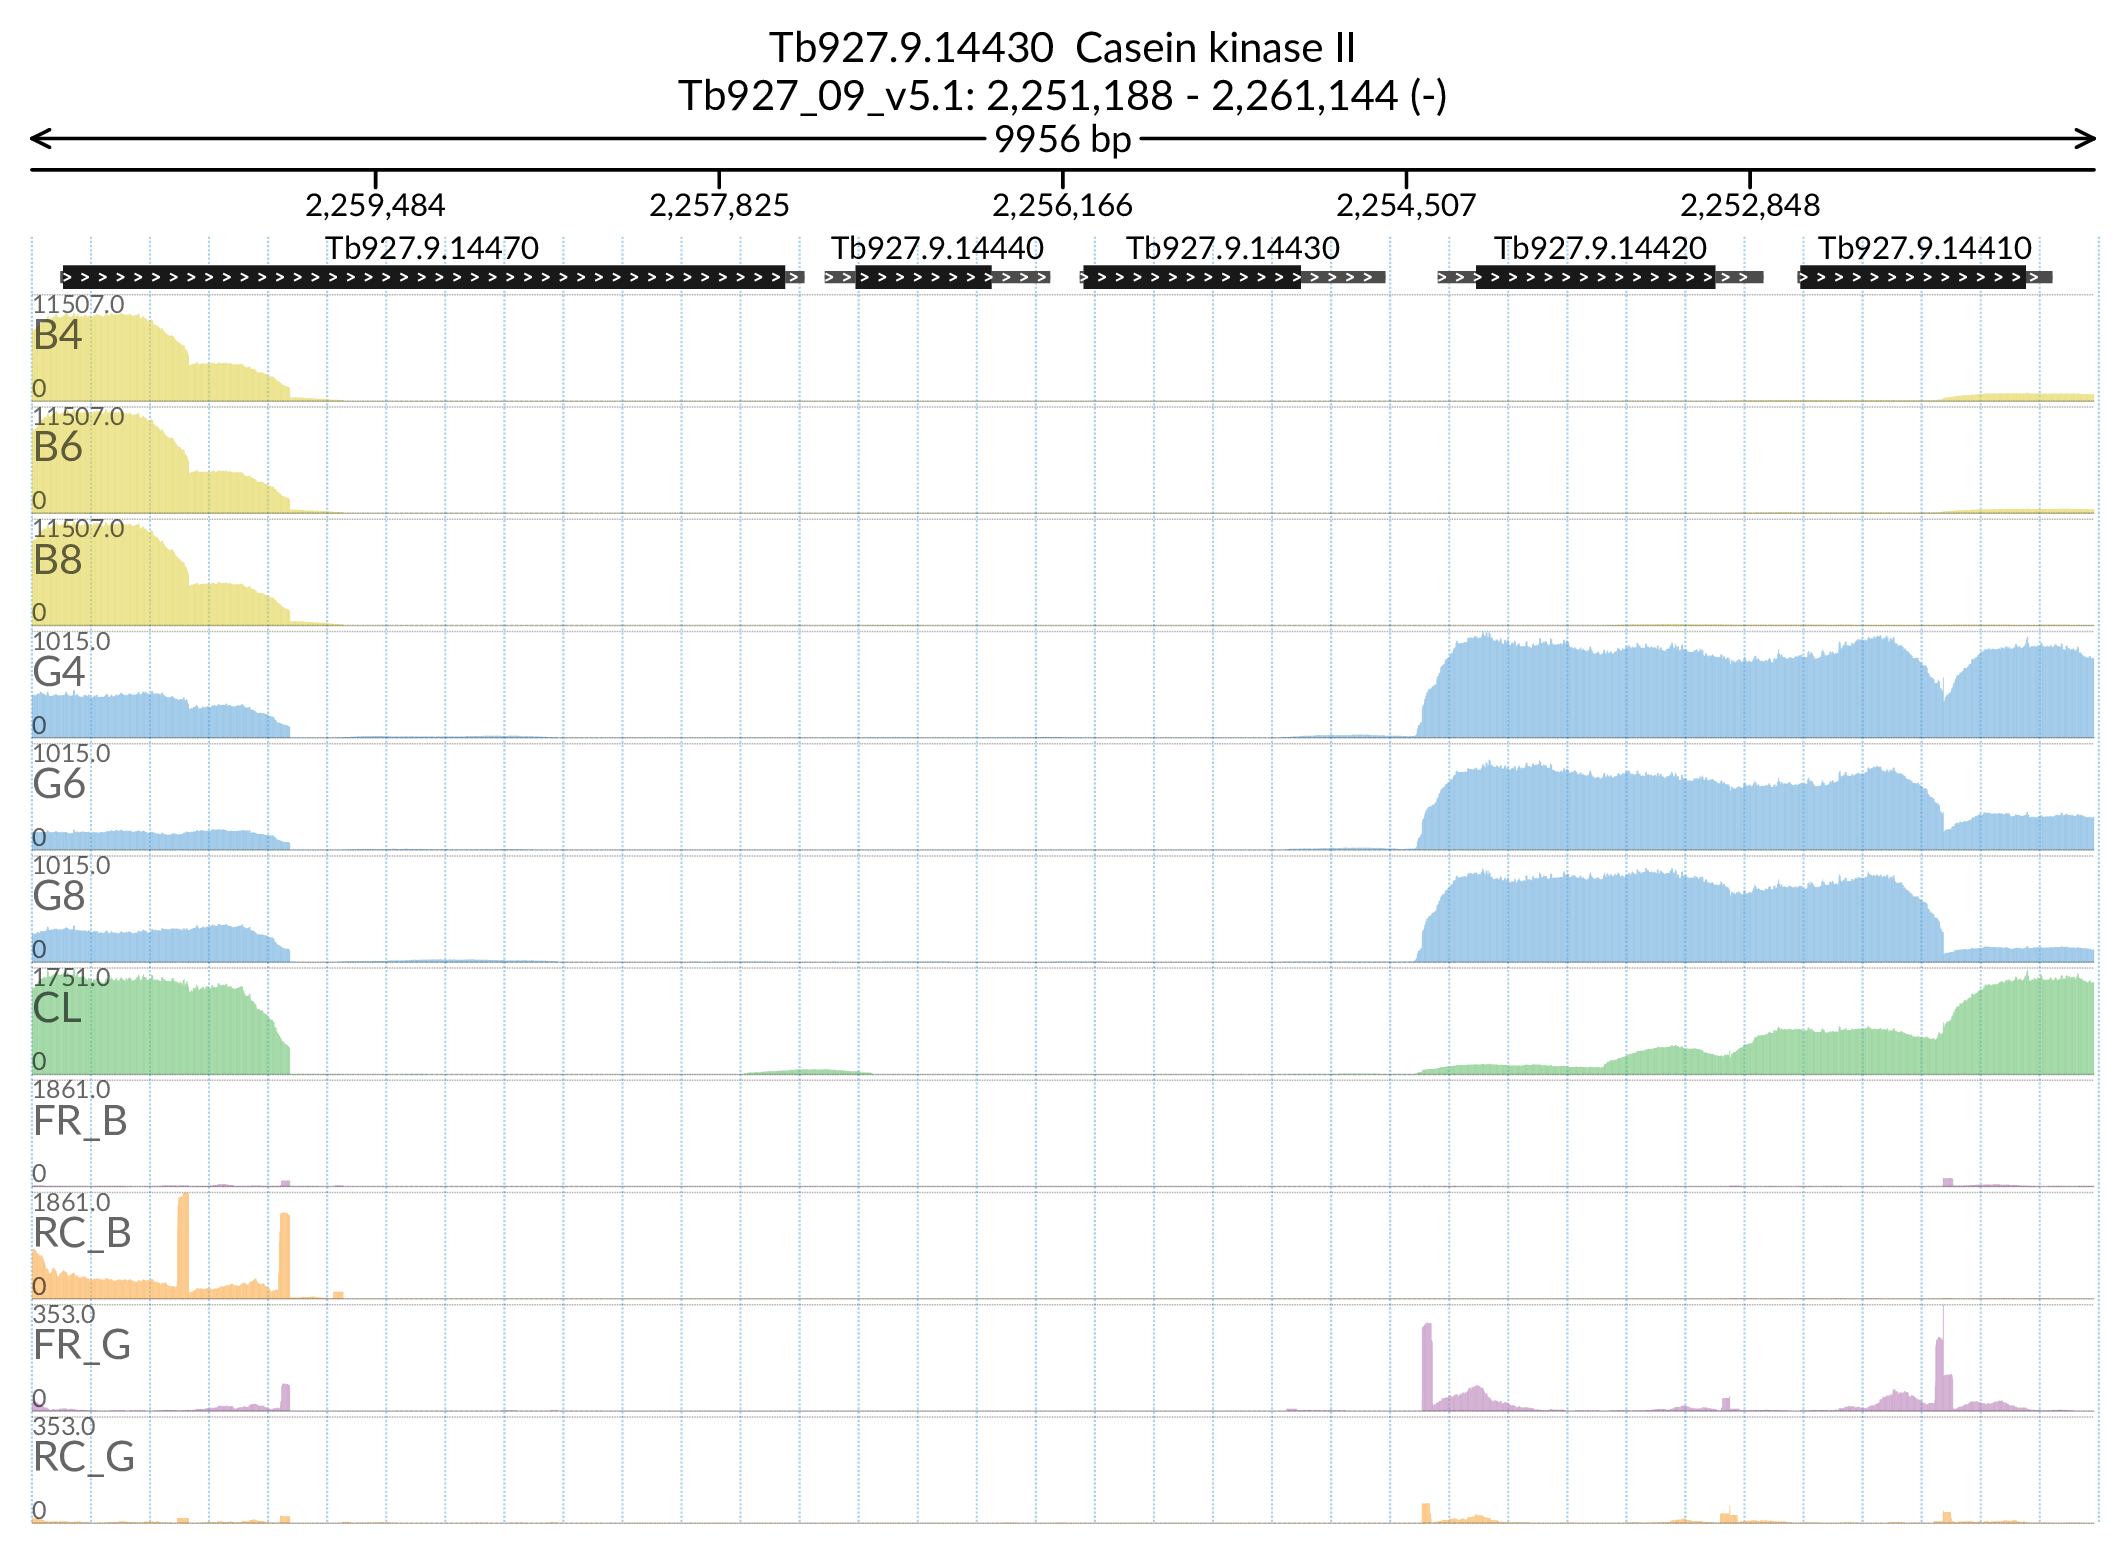 Tb927.9.14430  Casein kinase II
Tb927_09_v5.1: 2,251,188 - 2,261,144 (-)
9956 bp
2,259,484 2,257,825 2,256,166 2,254,507 2,252,848
Tb927.9.14470 Tb927.9.14440 Tb927.9.14430 Tb927.9.14420 Tb927.9.14410
11507.0
B4
0
11507.0
B6
0
11507.0
B8
0
1015.0
G4
0
1015.0
G6
0
1015.0
G8
0
1751.0
CL
0
1861.0
FR_B
0
1861.0
RC_B
0
353.0
FR_G
0
353.0
RC_G
0